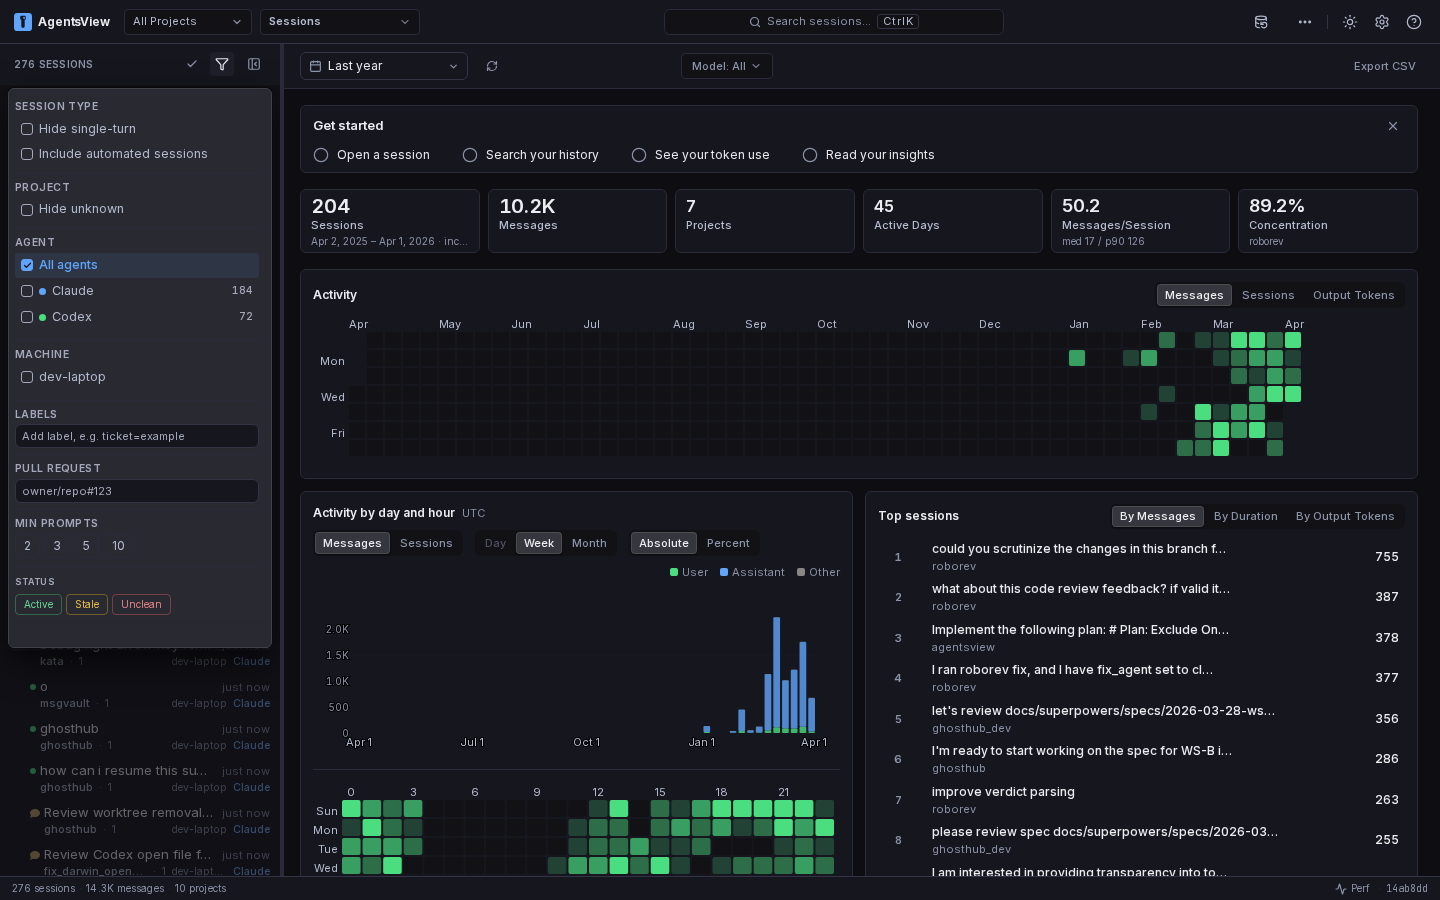 AgentsView
All Projects
Sessions
Search sessions... CtrlK
276 SESSIONS
Last year
Model: All
Export CSV
SESSION TYPE
Hide single-turn
Include automated sessions
PROJECT
Hide unknown
AGENT
All agents
Claude 184
Codex 72
MACHINE
dev-laptop
LABELS
Add label, e.g. ticket=example
PULL REQUEST
owner/repo#123
MIN PROMPTS
2 3 5 10
STATUS
Active Stale Unclean
kata · 1 dev-laptop Claude
o just now
msgvault · 1 dev-laptop Claude
ghosthub just now
ghosthub · 1 dev-laptop Claude
how can i resume this su... just now
ghosthub · 1 dev-laptop Claude
Review worktree removal... just now
ghosthub · 1 dev-laptop Claude
Review Codex open file f... just now
fix_darwin_open... · 1 dev-laptop Claude
Get started
Open a session
Search your history
See your token use
Read your insights
204
Sessions
Apr 2, 2025 – Apr 1, 2026 · inc...
10.2K
Messages
7
Projects
45
Active Days
50.2
Messages/Session
med 17 / p90 126
89.2%
Concentration
roborev
Activity
Messages Sessions Output Tokens
Apr May Jun Jul Aug Sep Oct Nov Dec Jan Feb Mar Apr
Mon
Wed
Fri
Activity by day and hour UTC
Messages Sessions
Day Week Month
Absolute Percent
User Assistant Other
2.0K
1.5K
1.0K
500
0
Apr 1 Jul 1 Oct 1 Jan 1 Apr 1
0 3 6 9 12 15 18 21
Sun
Mon
Tue
Wed
Top sessions
By Messages By Duration By Output Tokens
1 could you scrutinize the changes in this branch f... 755
roborev
2 what about this code review feedback? if valid it... 387
roborev
3 Implement the following plan: # Plan: Exclude On... 378
agentsview
4 I ran roborev fix, and I have fix_agent set to cl... 377
roborev
5 let's review docs/superpowers/specs/2026-03-28-ws... 356
ghosthub_dev
6 I'm ready to start working on the spec for WS-B i... 286
ghosthub
7 improve verdict parsing 263
roborev
8 please review spec docs/superpowers/specs/2026-03... 255
ghosthub_dev
I am interested in providing transparency into to...
276 sessions 14.3K messages 10 projects
Perf 14ab8dd